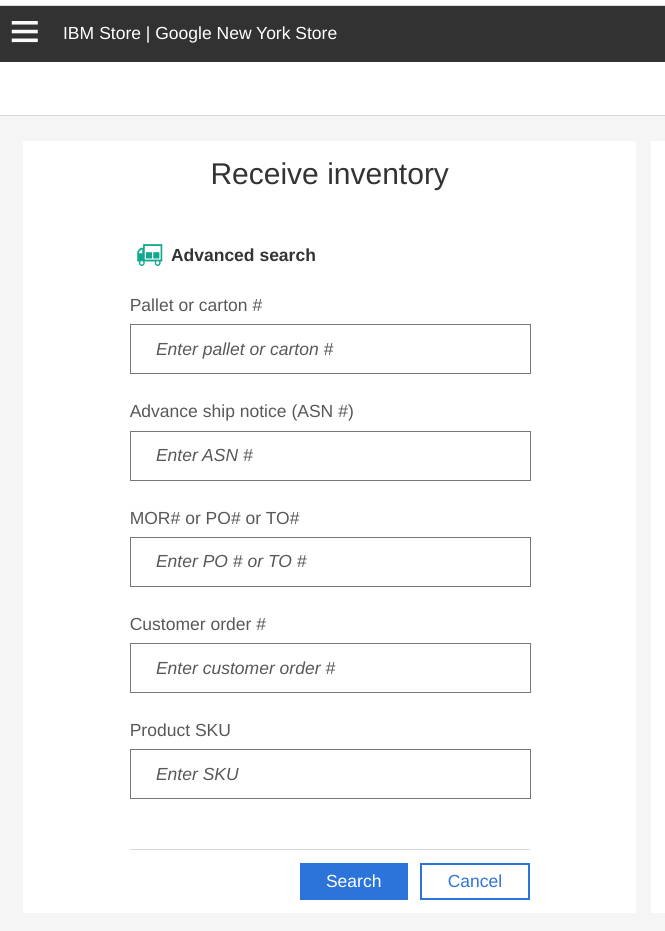 IBM Store | Google New York Store
Receive inventory
Advanced search
Pallet or carton #
Enter pallet or carton #
Advance ship notice (ASN #)
Enter ASN #
MOR# or PO# or TO#
Enter PO # or TO #
Customer order #
Enter customer order #
Product SKU
Enter SKU
Search Cancel